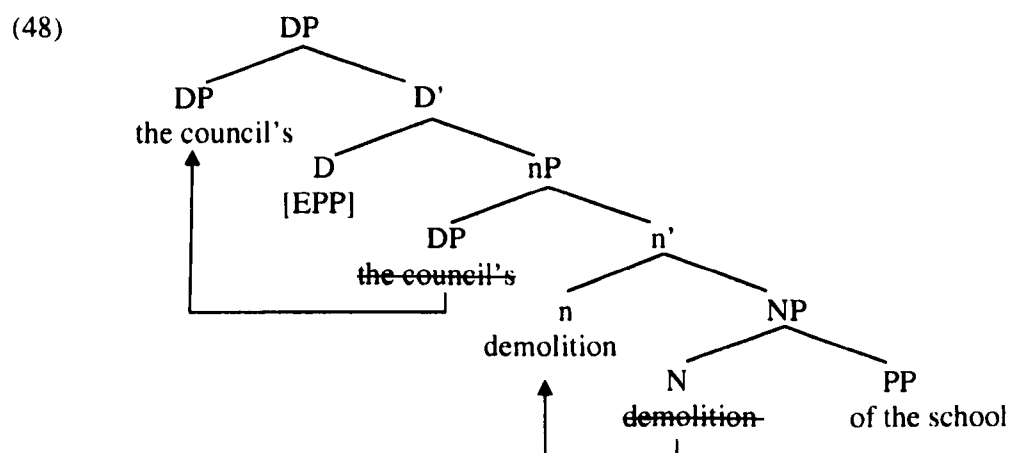 (48) DP
DP D'
the council's
D nP
[EPP]
DP n'
the council's
n NP
demolition
N PP
demolition of the school